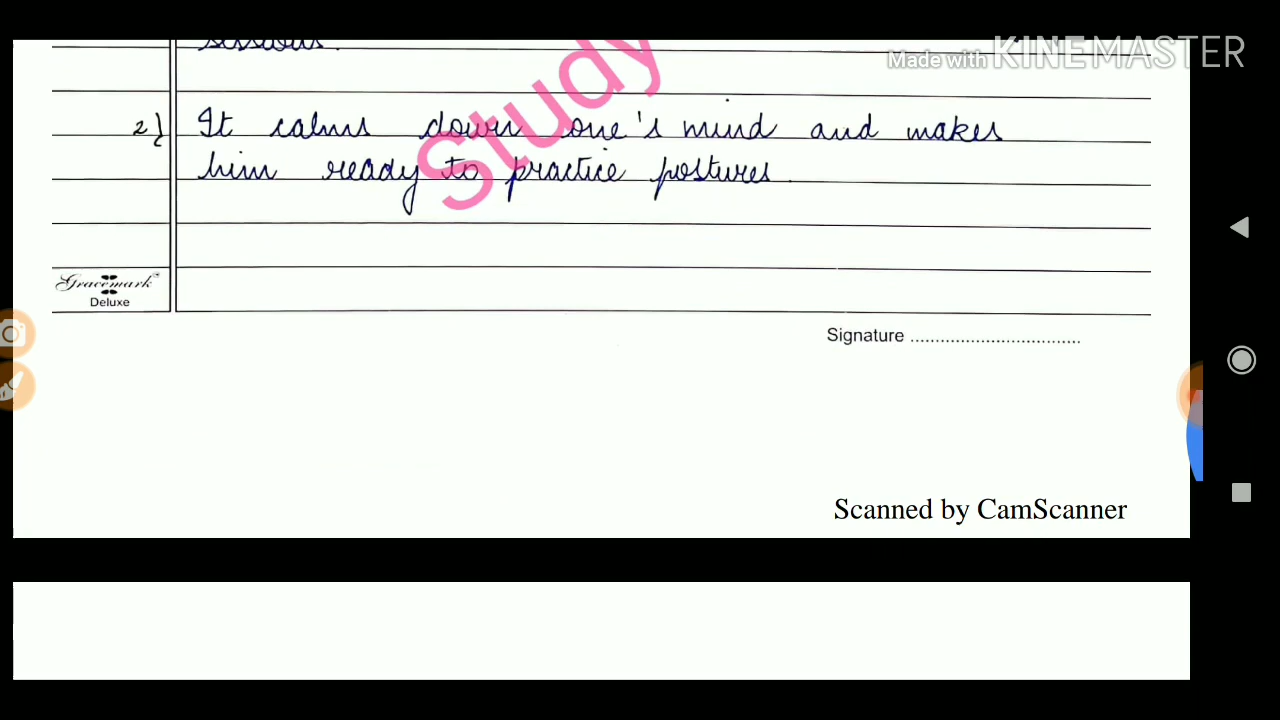 sessions.
Made with KINEMASTER
Study
2} It calms down one's mind and makes
him ready to practice postures.
Gracemark
Deluxe
Signature ..................................
Scanned by CamScanner